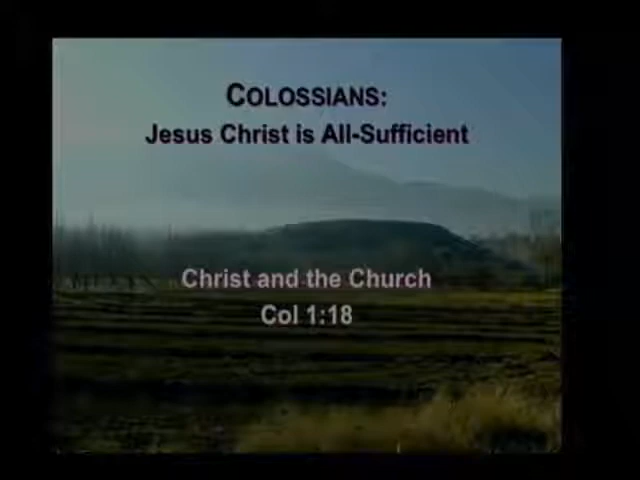 COLOSSIANS:
Jesus Christ is All-Sufficient
Christ and the Church
Col 1:18